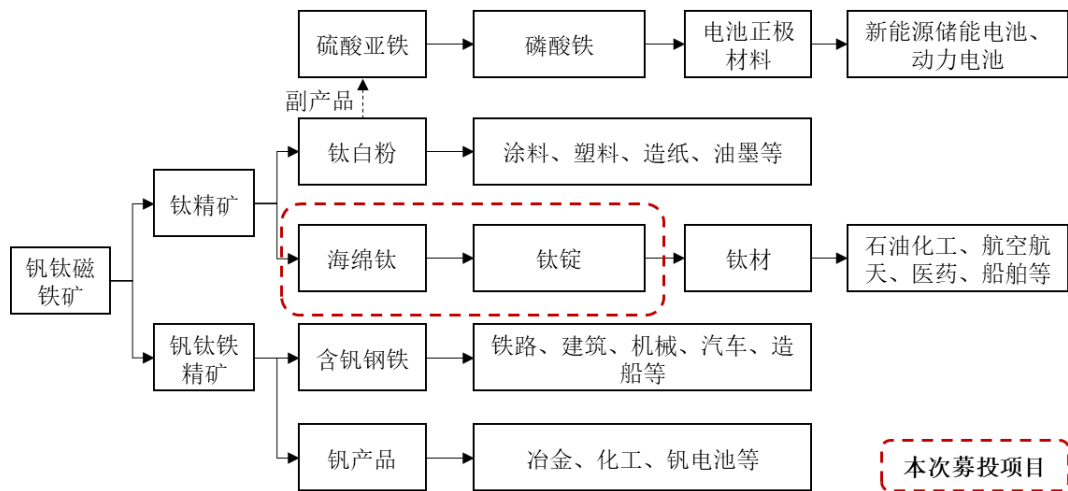 硫酸亚铁
磷酸铁
电池正极
材料
新能源储能电池、
动力电池
副产品
钛白粉
涂料、塑料、造纸、油墨等
钛精矿
海绵钛
钛锭
钛材
石油化工、航空航
天、医药、船舶等
钒钛磁
铁矿
钒钛铁
精矿
含钒钢铁
铁路、建筑、机械、汽车、造
船等
钒产品
冶金、化工、钒电池等
本次募投项目